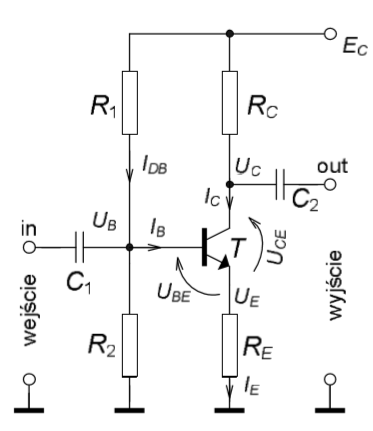 E_C
R_1
R_C
I_DB
U_C
out
I_C
C_2
U_B
I_B
in
T
U_CE
C_1
U_BE
U_E
wejście
wyjście
R_2
R_E
I_E